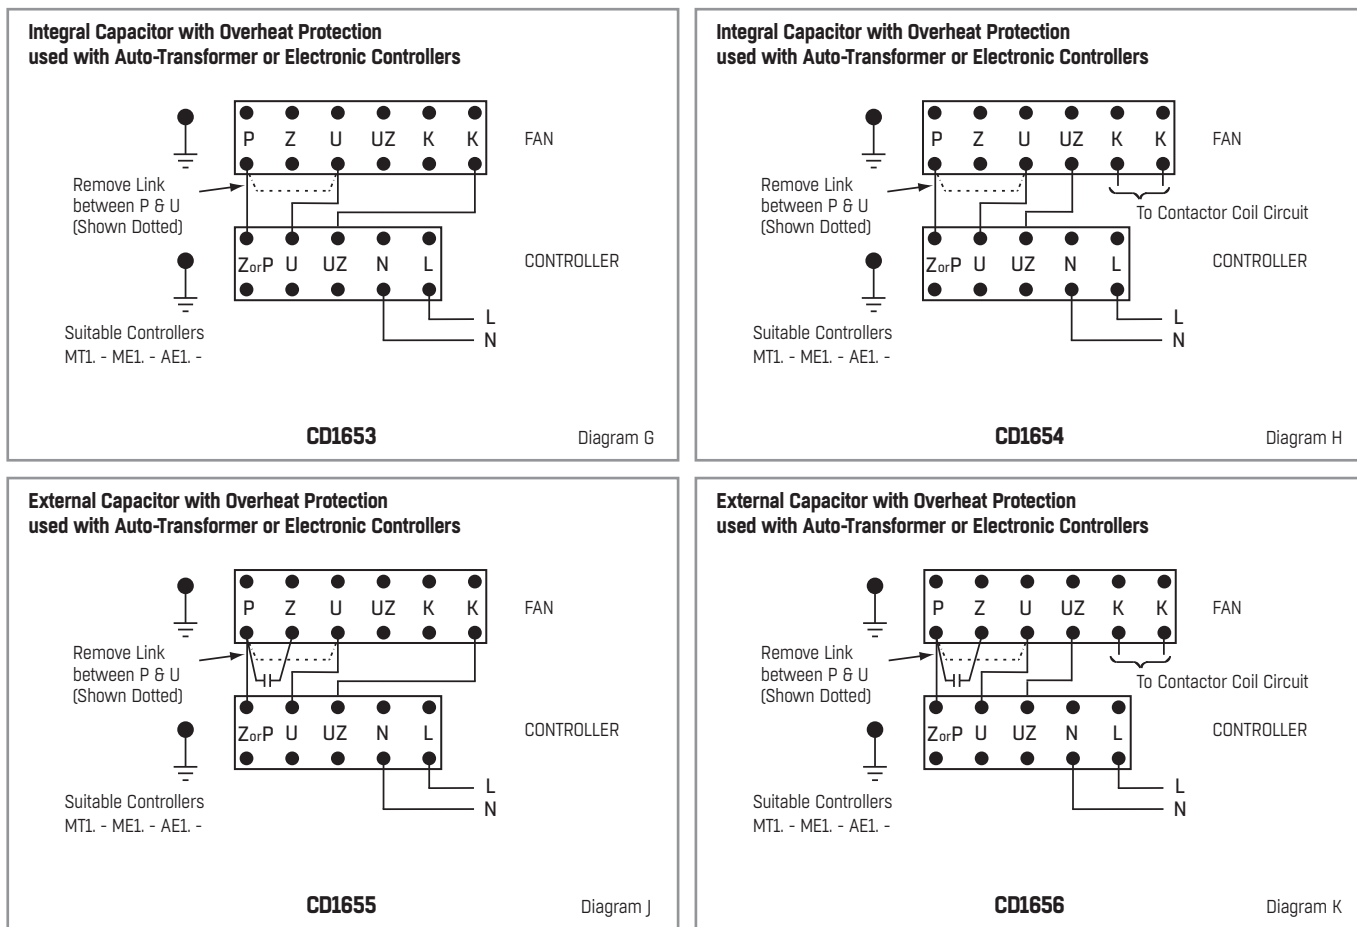 Integral Capacitor with Overheat Protection
used with Auto-Transformer or Electronic Controllers
P Z U UZ K K
FAN
Remove Link
between P & U
(Shown Dotted)
ZorP U UZ N L
CONTROLLER
L
N
Suitable Controllers
MT1. - ME1. - AE1. -
CD1653
Diagram G
Integral Capacitor with Overheat Protection
used with Auto-Transformer or Electronic Controllers
P Z U UZ K K
FAN
Remove Link
between P & U
(Shown Dotted)
To Contactor Coil Circuit
ZorP U UZ N L
CONTROLLER
L
N
Suitable Controllers
MT1. - ME1. - AE1. -
CD1654
Diagram H
External Capacitor with Overheat Protection
used with Auto-Transformer or Electronic Controllers
P Z U UZ K K
FAN
Remove Link
between P & U
(Shown Dotted)
ZorP U UZ N L
CONTROLLER
L
N
Suitable Controllers
MT1. - ME1. - AE1. -
CD1655
Diagram J
External Capacitor with Overheat Protection
used with Auto-Transformer or Electronic Controllers
P Z U UZ K K
FAN
Remove Link
between P & U
(Shown Dotted)
To Contactor Coil Circuit
ZorP U UZ N L
CONTROLLER
L
N
Suitable Controllers
MT1. - ME1. - AE1. -
CD1656
Diagram K